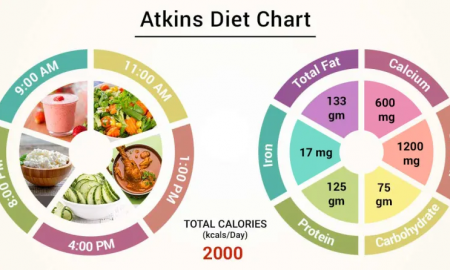 Atkins Diet Chart
9:00 AM
11:00 AM
1:00 PM
4:00 PM
8:00 PM
Total Fat
Calcium
Iron
Protein
Carbohydrate
133
gm
600
mg
17 mg
1200
mg
125
gm
75
gm
TOTAL CALORIES
(kcals/Day)
2000